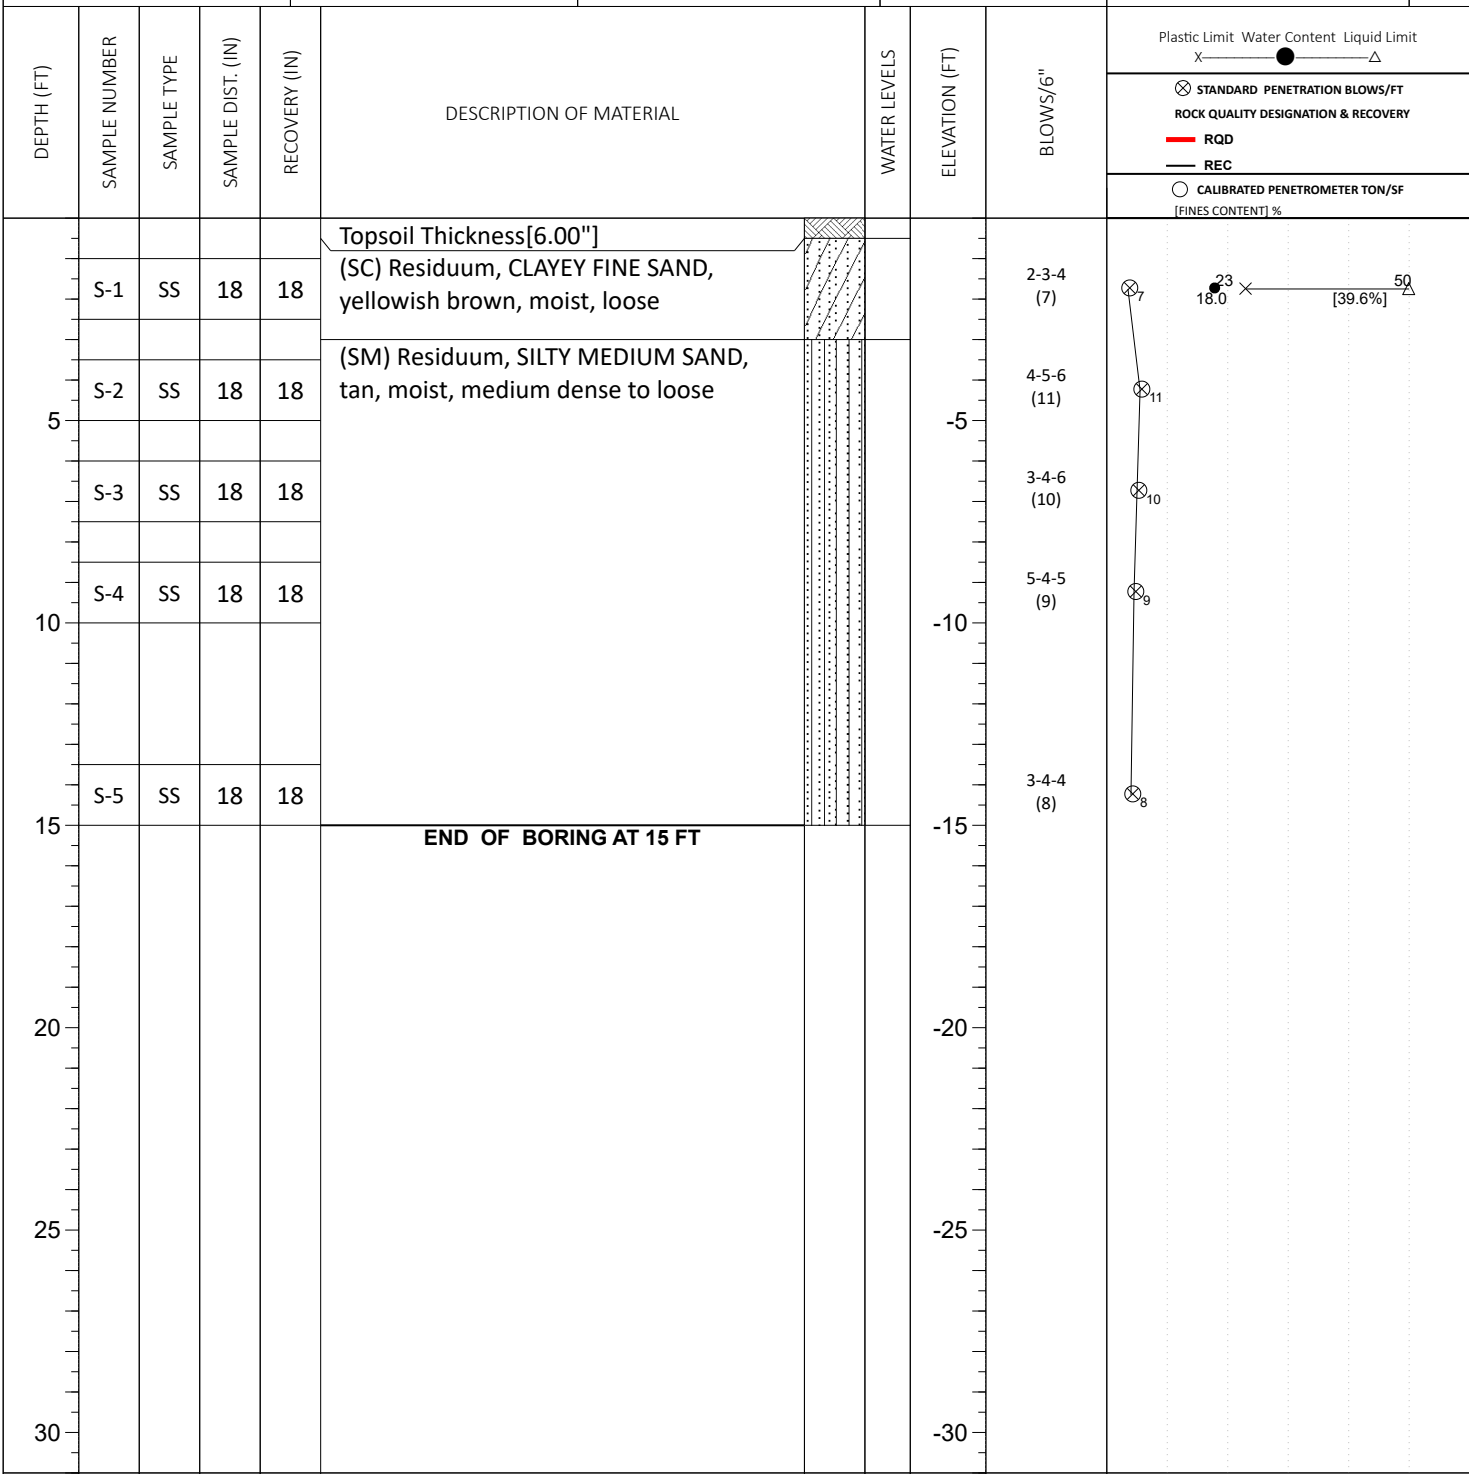 DEPTH (FT)
SAMPLE NUMBER
SAMPLE TYPE
SAMPLE DIST. (IN)
RECOVERY (IN)
DESCRIPTION OF MATERIAL
WATER LEVELS
ELEVATION (FT)
BLOWS/6"
Plastic Limit Water Content Liquid Limit
X △
STANDARD PENETRATION BLOWS/FT
ROCK QUALITY DESIGNATION & RECOVERY
RQD
REC
CALIBRATED PENETROMETER TON/SF
[FINES CONTENT] %
Topsoil Thickness[6.00"]
(SC) Residuum, CLAYEY FINE SAND,
yellowish brown, moist, loose
S-1 SS 18 18
2-3-4
(7)
7
18.0
23
50
[39.6%]
(SM) Residuum, SILTY MEDIUM SAND,
tan, moist, medium dense to loose
S-2 SS 18 18
4-5-6
(11)
11
5 -5
S-3 SS 18 18
3-4-6
(10)
10
S-4 SS 18 18
5-4-5
(9)
9
10 -10
S-5 SS 18 18
3-4-4
(8)
8
15 -15
END OF BORING AT 15 FT
20 -20
25 -25
30 -30